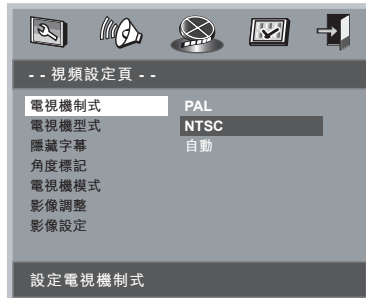 - - 視頻設定頁 - -
電視機制式 PAL
電視機型式 NTSC
隱藏字幕 自動
角度標記
電視機模式
影像調整
影像設定
設定電視機制式